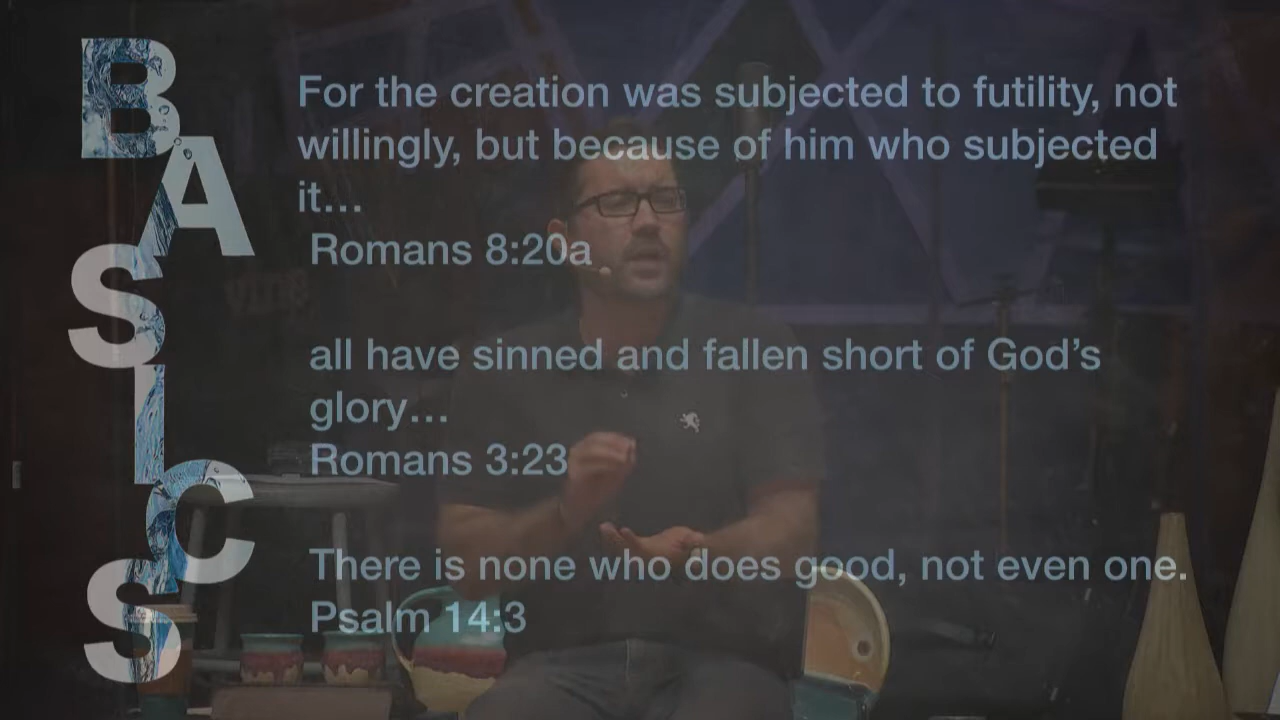 BASICS
For the creation was subjected to futility, not
willingly, but because of him who subjected
it…
Romans 8:20a
all have sinned and fallen short of God’s
glory…
Romans 3:23
There is none who does good, not even one.
Psalm 14:3